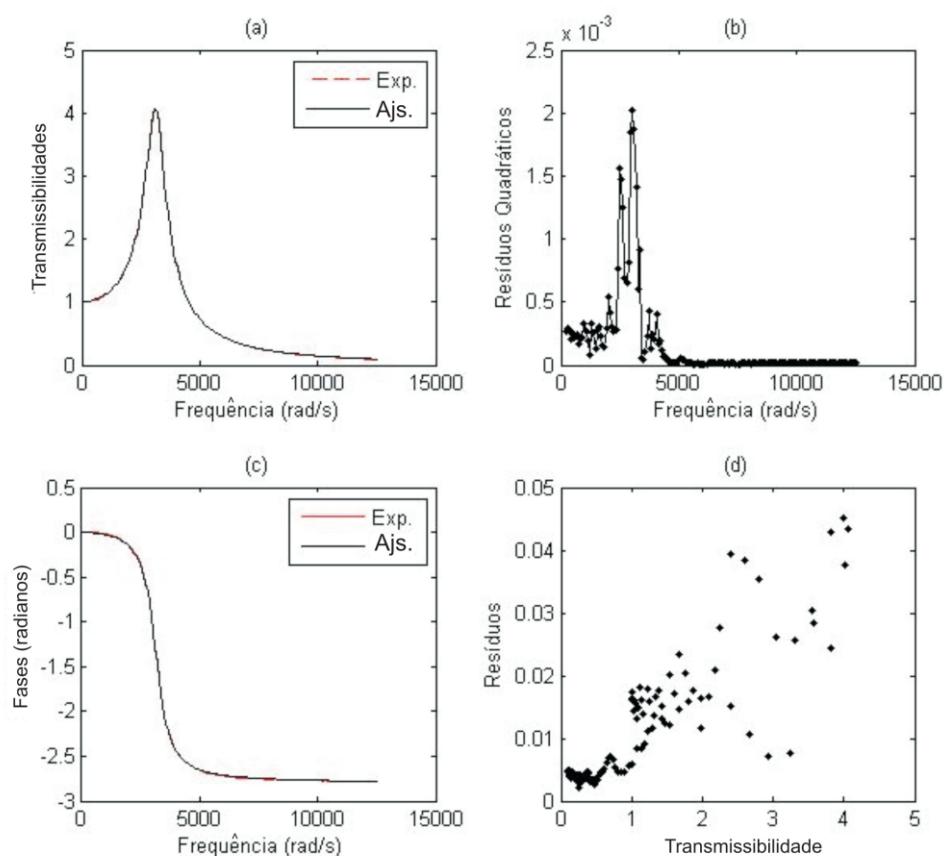 (a)
5
4
3
2
1
0
Transmissibilidades
Exp.
Ajs.
0 5000 10000 15000
Frequência (rad/s)
(b)
x 10⁻³
2.5
2
1.5
1
0.5
0
Resíduos Quadráticos
0 5000 10000 15000
Frequência (rad/s)
(c)
0.5
0
-0.5
-1
-1.5
-2
-2.5
-3
Fases (radianos)
Exp.
Ajs.
0 5000 10000 15000
Frequência (rad/s)
(d)
0.05
0.04
0.03
0.02
0.01
0
Resíduos
0 1 2 3 4 5
Transmissibilidade